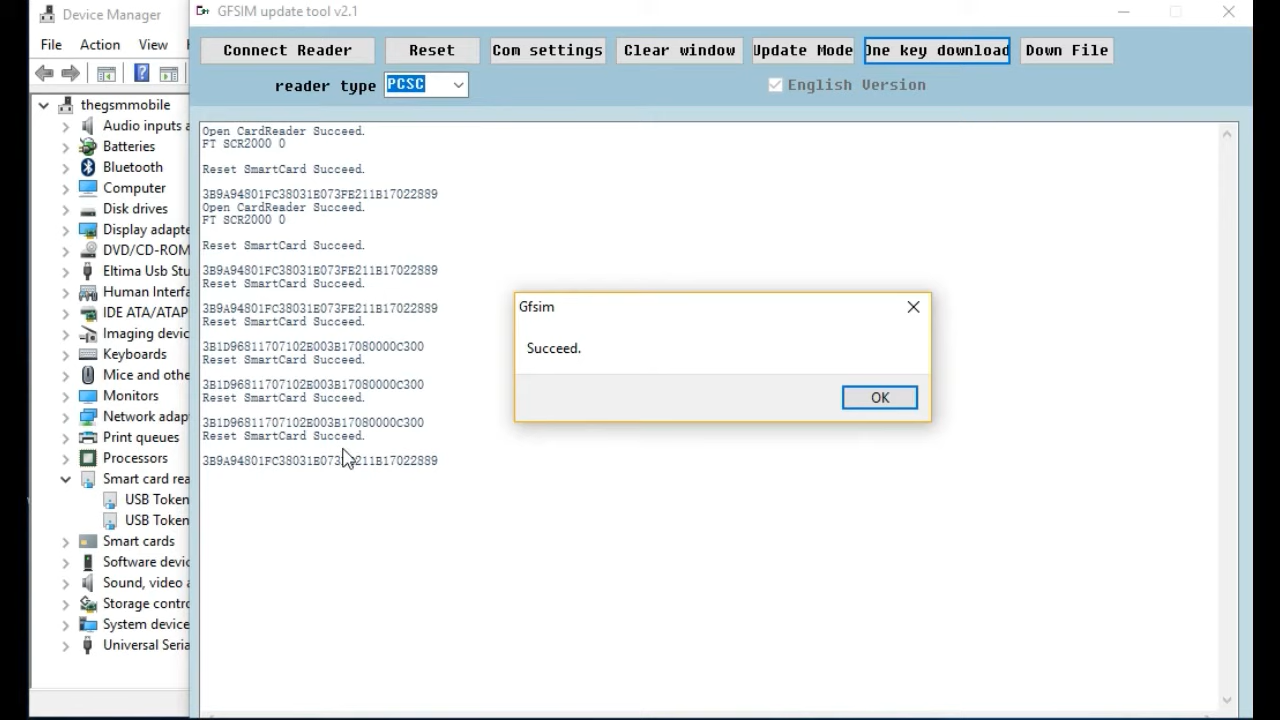 Device Manager
File Action View
thegsmmobile
Audio inputs a
Batteries
Bluetooth
Computer
Disk drives
Display adapte
DVD/CD-ROM
Eltima Usb Stu
Human Interfa
IDE ATA/ATAP
Imaging devic
Keyboards
Mice and othe
Monitors
Network adap
Print queues
Processors
Smart card rea
USB Token
USB Token
Smart cards
Software devic
Sound, video a
Storage contro
System device
Universal Seria
GFSIM update tool v2.1
Connect Reader Reset Com settings Clear window Update Mode One key download Down File
reader type PCSC English Version
Open CardReader Succeed.
FT SCR2000 0
Reset SmartCard Succeed.
3B9A94801FC38031E073FE211B17022889
Open CardReader Succeed.
FT SCR2000 0
Reset SmartCard Succeed.
3B9A94801FC38031E073FE211B17022889
Reset SmartCard Succeed.
3B9A94801FC38031E073FE211B17022889
Reset SmartCard Succeed.
3B1D96811707102E003B17080000C300
Reset SmartCard Succeed.
3B1D96811707102E003B17080000C300
Reset SmartCard Succeed.
3B1D96811707102E003B17080000C300
Reset SmartCard Succeed.
Gfsim
Succeed.
OK